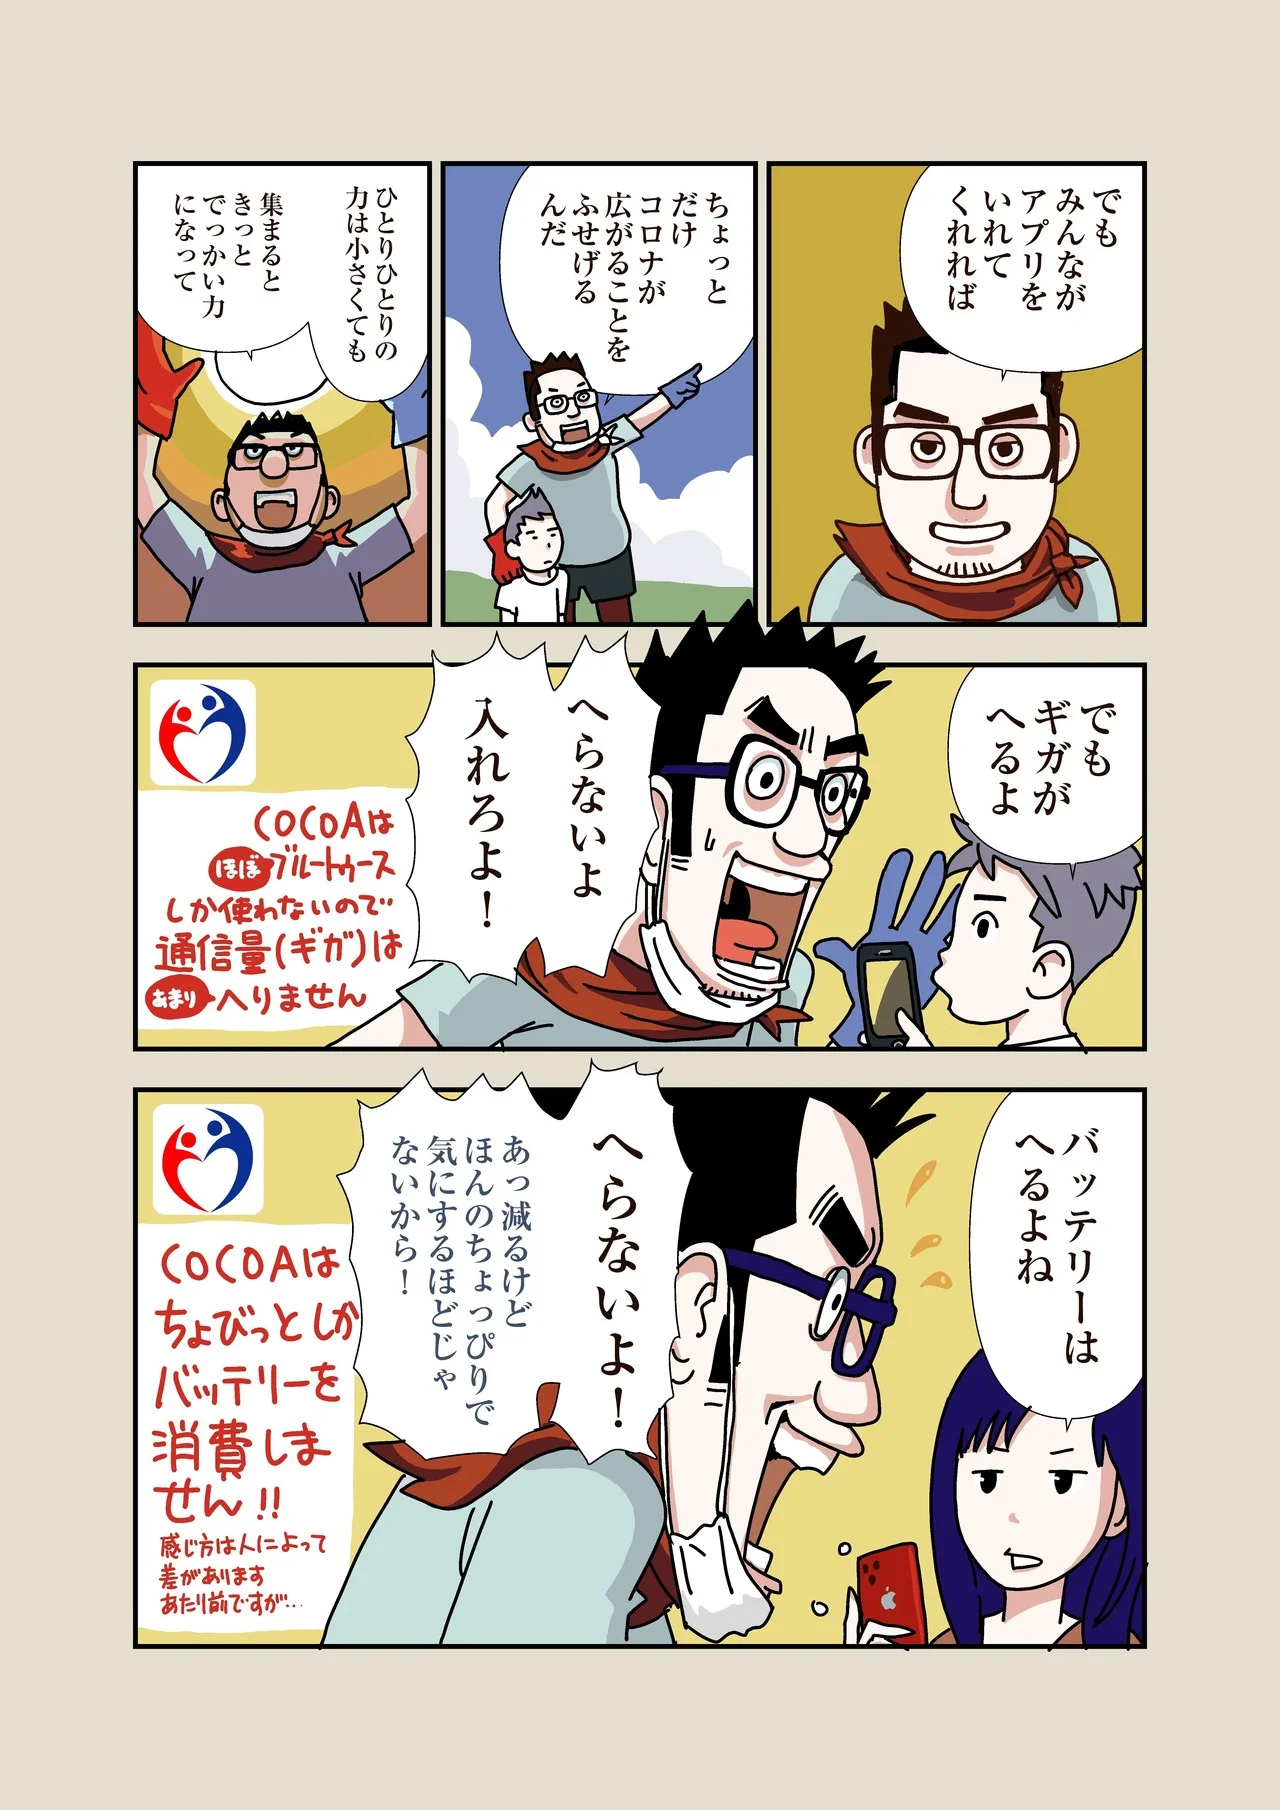 でも
みんなが
アプリを
いれて
くれれば
ちょっと
だけ
コロナが
広がることを
ふせげる
んだ
ひとりひとりの
力は小さくても
集まると
きっと
でっかい力
になって
でも
ギガが
へるよ
へらないよ
入れろよ！
COCOAは
ほぼブルートゥース
しか使わないので
通信量(ギガ)は
あまりへりません
バッテリーは
へるよね
へらないよ！
あっ減るけど
ほんのちょっぴりで
気にするほどじゃ
ないから！
COCOAは
ちょびっとしか
バッテリーを
消費しま
せん!!
感じ方は人によって
差があります
あたり前ですが…